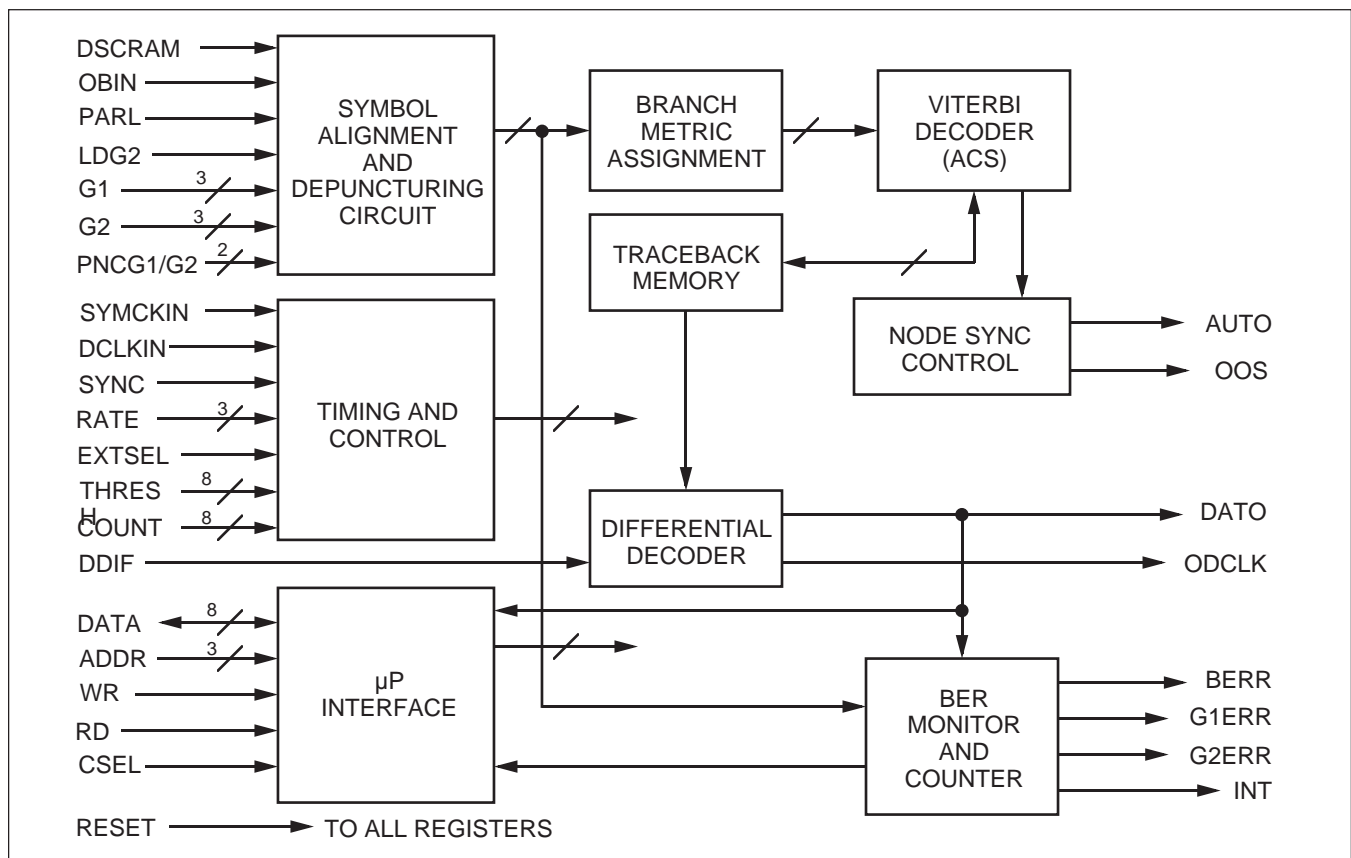 DSCRAM
OBIN
PARL
LDG2
G1 3
G2 3
PNCG1/G2 2
SYMBOL
ALIGNMENT
AND
DEPUNCTURING
CIRCUIT
BRANCH
METRIC
ASSIGNMENT
VITERBI
DECODER
(ACS)
TRACEBACK
MEMORY
NODE SYNC
CONTROL
AUTO
OOS
SYMCKIN
DCLKIN
SYNC
RATE 3
EXTSEL
THRES 8
H
COUNT 8
TIMING AND
CONTROL
DDIF
DIFFERENTIAL
DECODER
DATO
ODCLK
DATA 8
ADDR 3
WR
RD
CSEL
µP
INTERFACE
BER
MONITOR
AND
COUNTER
BERR
G1ERR
G2ERR
INT
RESET
TO ALL REGISTERS